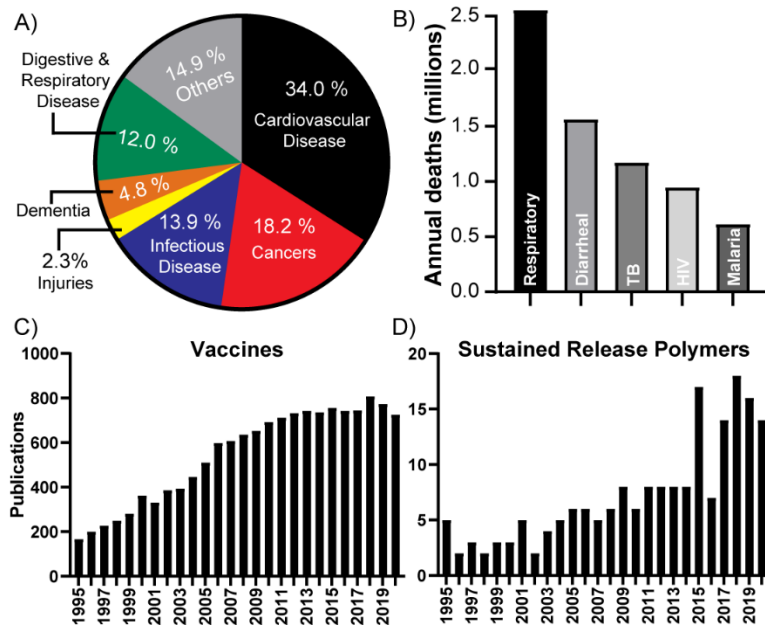 A)
14.9 %
Others
34.0 %
Cardiovascular
Disease
18.2 %
Cancers
13.9 %
Infectious
Disease
2.3%
Injuries
4.8 %
Dementia
12.0 %
Digestive &
Respiratory
Disease
B)
Annual deaths (millions)
2.5
2.0
1.5
1.0
0.5
0.0
Respiratory
Diarrheal
TB
HIV
Malaria
C)
Vaccines
Publications
1000
800
600
400
200
0
1995
1997
1999
2001
2003
2005
2007
2009
2011
2013
2015
2017
2019
D)
Sustained Release Polymers
20
15
10
5
0
1995
1997
1999
2001
2003
2005
2007
2009
2011
2013
2015
2017
2019